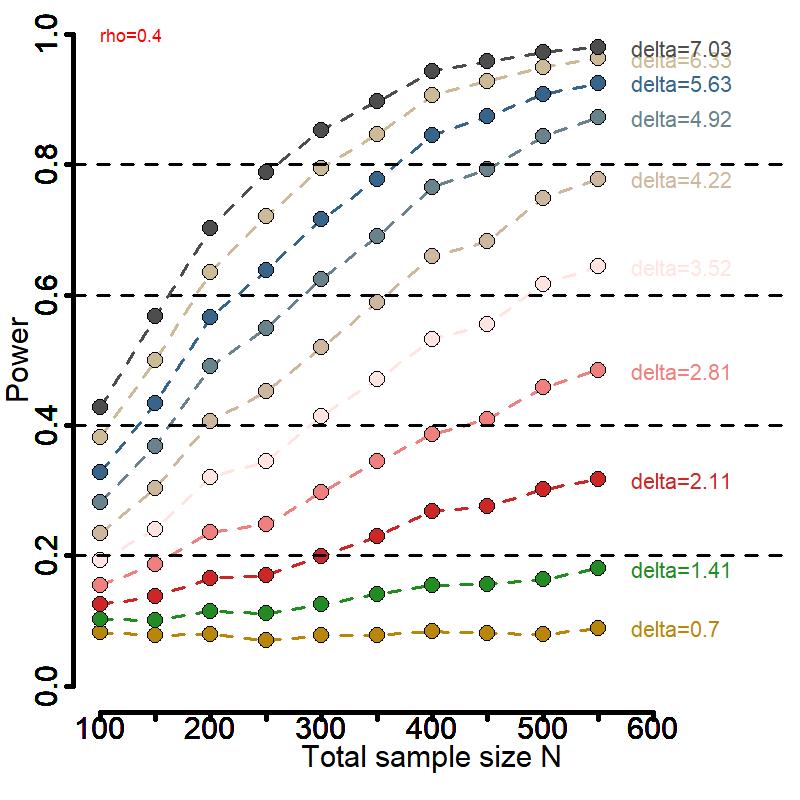 rho=0.4
1.0
0.8
0.6
0.4
0.2
0.0
Power
delta=7.03
delta=6.33
delta=5.63
delta=4.92
delta=4.22
delta=3.52
delta=2.81
delta=2.11
delta=1.41
delta=0.7
100 200 300 400 500 600
Total sample size N